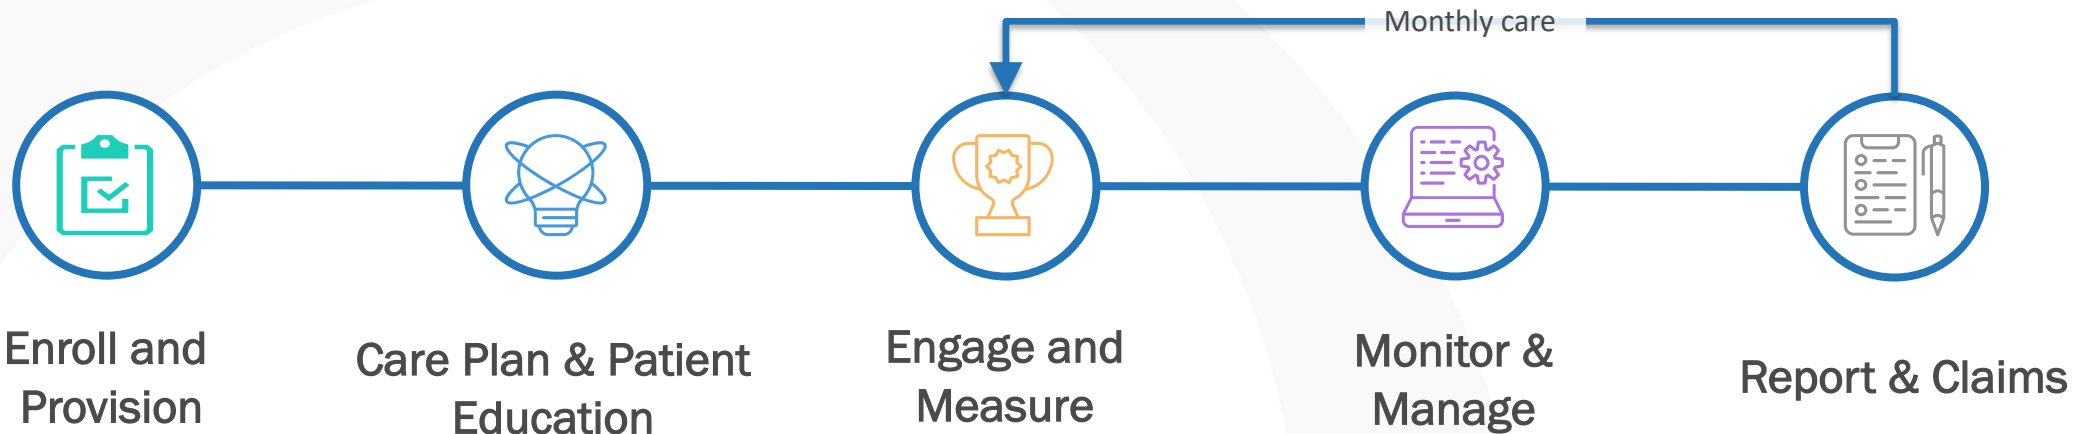 Monthly care
Enroll and
Provision
Care Plan & Patient
Education
Engage and
Measure
Monitor &
Manage
Report & Claims